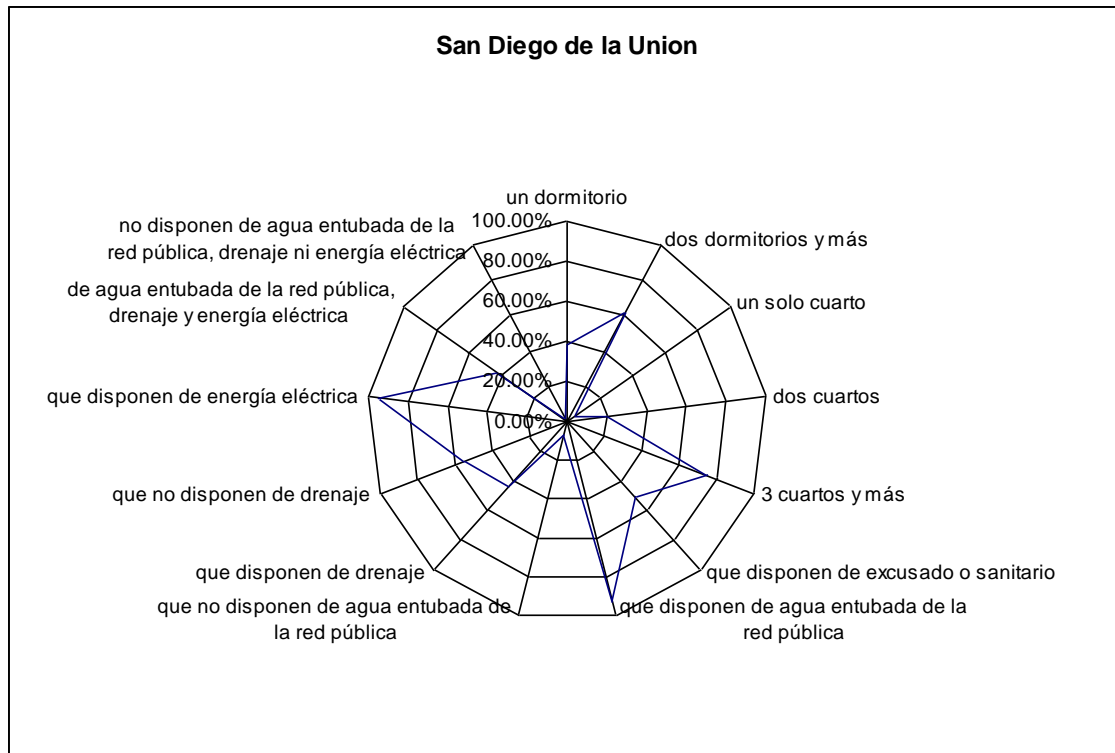 San Diego de la Union
un dormitorio
dos dormitorios y más
un solo cuarto
dos cuartos
3 cuartos y más
que disponen de excusado o sanitario
que disponen de agua entubada de la
red pública
que no disponen de agua entubada de
la red pública
que disponen de drenaje
que no disponen de drenaje
que disponen de energía eléctrica
de agua entubada de la red pública,
drenaje y energía eléctrica
no disponen de agua entubada de la
red pública, drenaje ni energía eléctrica
100.00%
80.00%
60.00%
40.00%
20.00%
0.00%